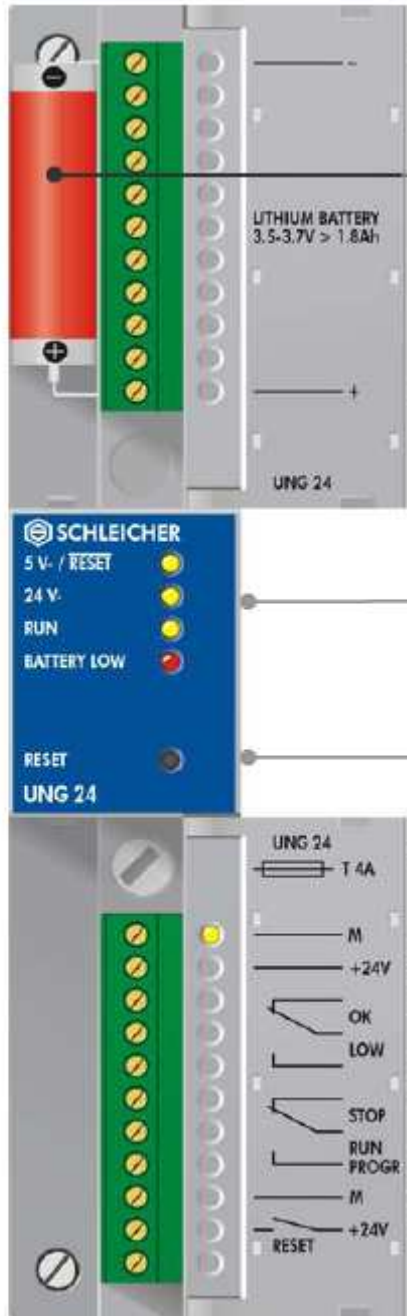 −
−
LITHIUM BATTERY
3.5-3.7V > 1.8Ah
+
+
UNG 24
SCHLEICHER
5 V- / RESET
24 V-
RUN
BATTERY LOW
RESET
UNG 24
UNG 24
T 4A
M
+24V
OK
LOW
STOP
RUN
PROGR
M
+24V
RESET